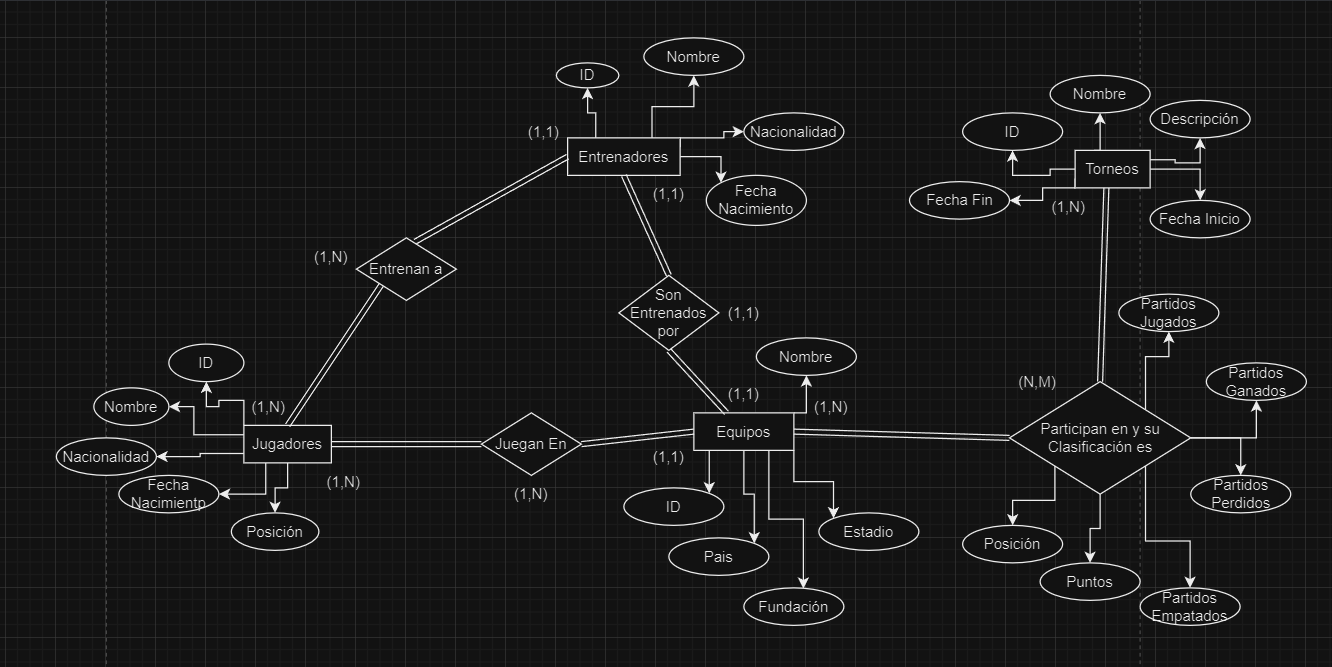 Nombre
ID
Nombre
Descripción
(1,1)
Nacionalidad
ID
Entrenadores
Torneos
(1,1)
Fecha
Nacimiento
Fecha Fin
(1,N)
Fecha Inicio
(1,N)
Entrenan a
Son
Entrenados
por
(1,1)
Partidos
Jugados
Nombre
ID
(N,M)
Partidos
Ganados
(1,1)
Nombre
(1,N)
(1,N)
Jugadores
Juegan En
Equipos
Participan en y su
Clasificación es
Nacionalidad
(1,1)
Fecha
Nacimientp
(1,N)
(1,N)
Partidos
Perdidos
ID
Posición
Estadio
Posición
Pais
Puntos
Fundación
Partidos
Empatados